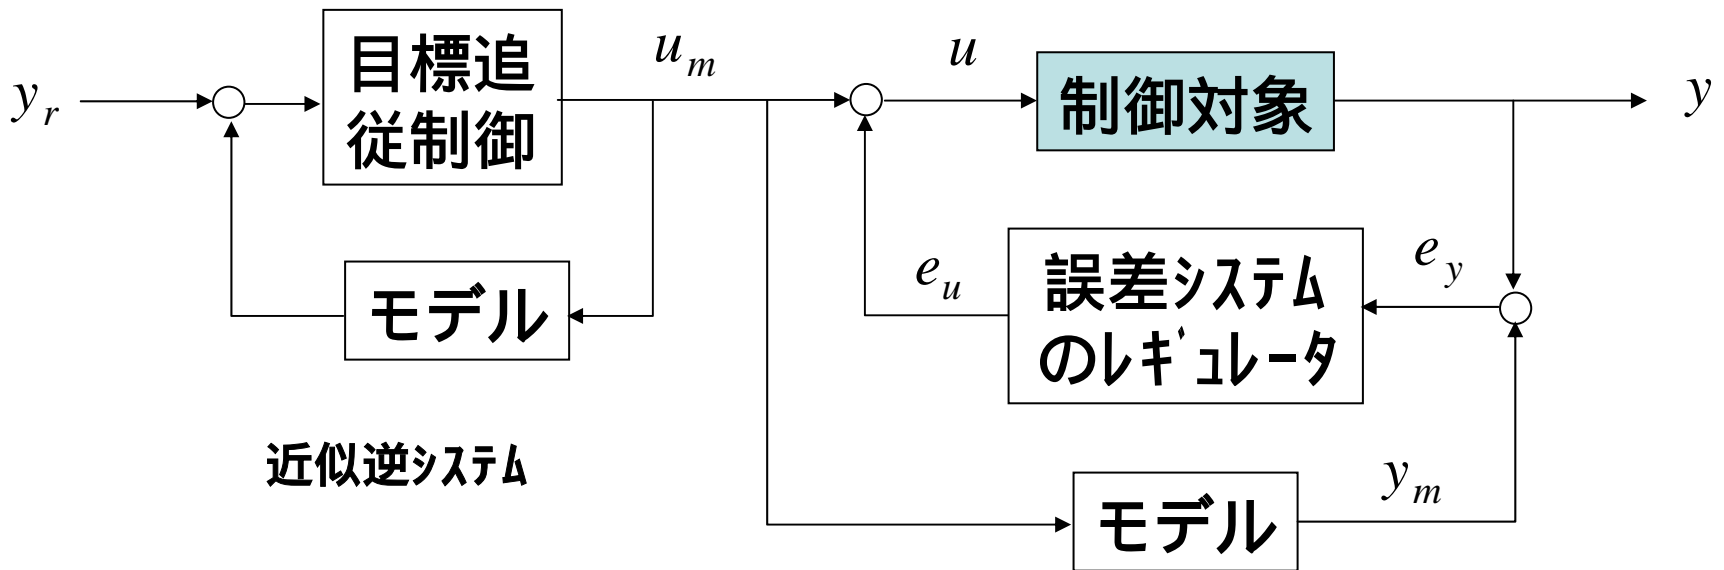 y_r
目標追
従制御
u_m
u
制御対象
y
モデル
e_u
誤差ｼｽﾃﾑ
のﾚｷﾞｭﾚｰﾀ
e_y
近似逆ｼｽﾃﾑ
モデル
y_m